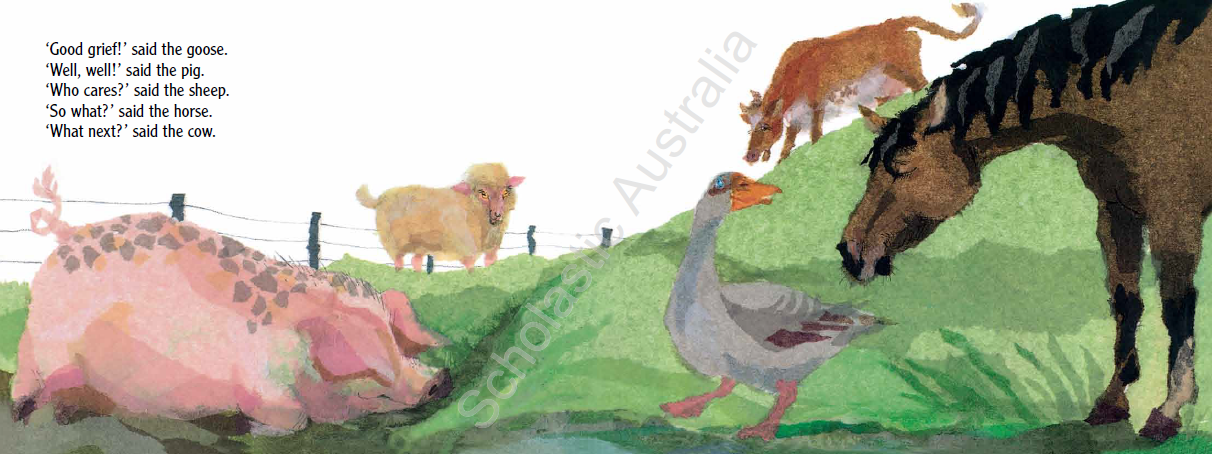 ‘Good grief!’ said the goose.
‘Well, well!’ said the pig.
‘Who cares?’ said the sheep.
‘So what?’ said the horse.
‘What next?’ said the cow.
Scholastic Australia